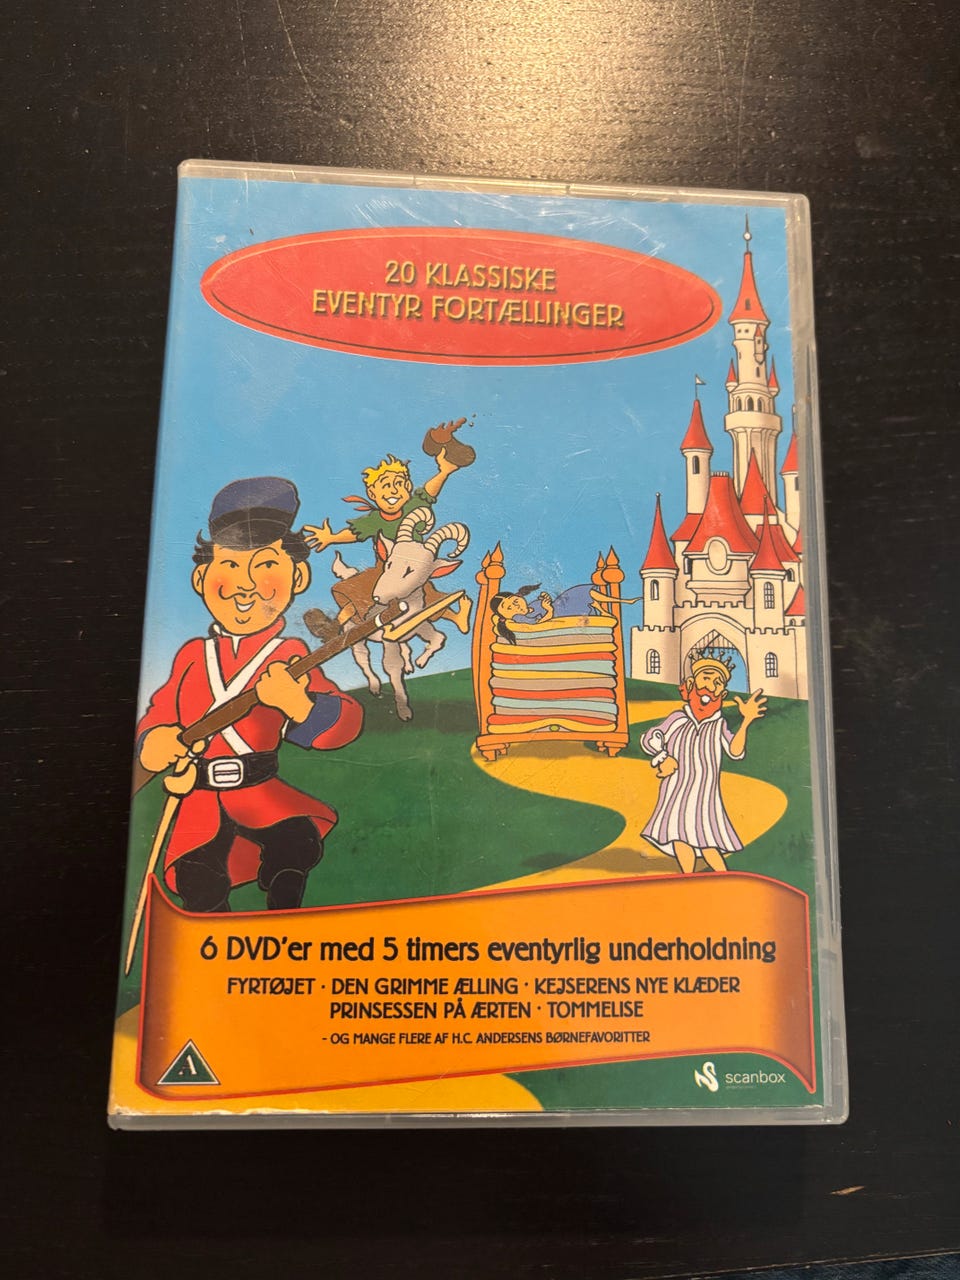 20 KLASSISKE
EVENTYR FORTÆLLINGER
6 DVD'er med 5 timers eventyrlig underholdning
FYRTØJET · DEN GRIMME ÆLLING · KEJSERENS NYE KLÆDER
PRINSESSEN PÅ ÆRTEN · TOMMELISE
- OG MANGE FLERE AF H.C. ANDERSENS BØRNEFAVORITTER
A
scanbox